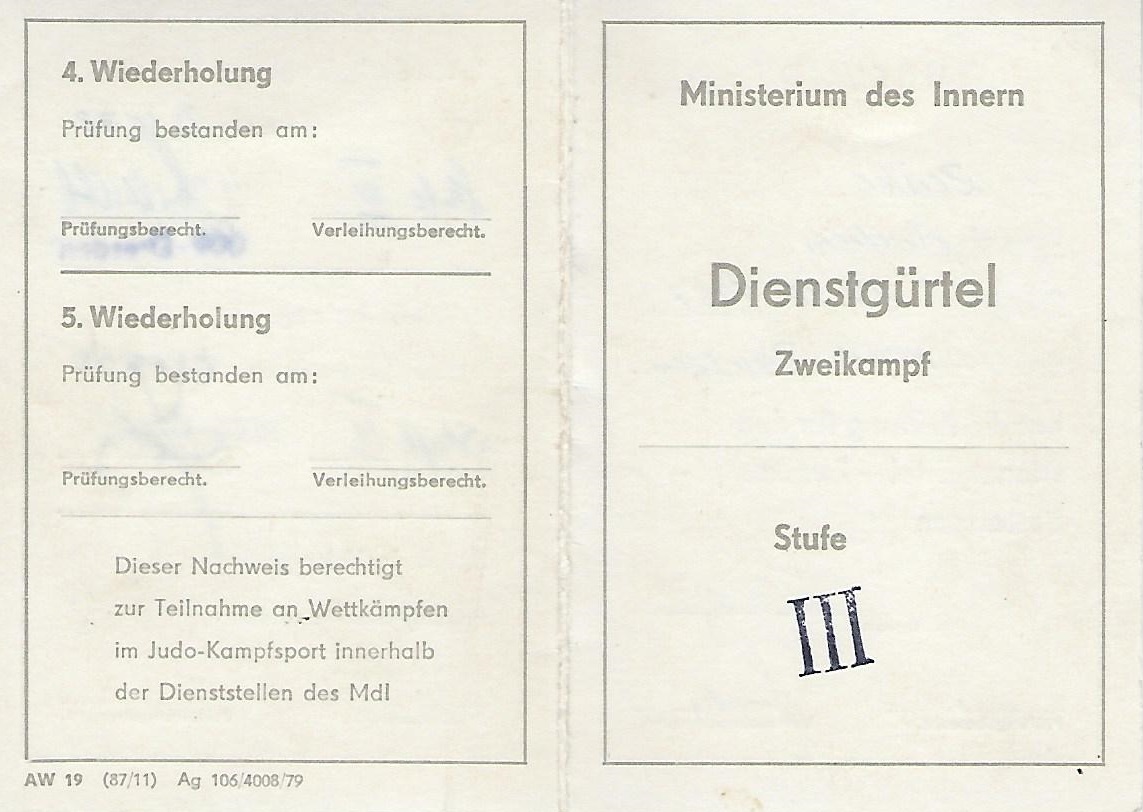 4. Wiederholung
Prüfung bestanden am:
Prüfungsberecht. Verleihungsberecht.
5. Wiederholung
Prüfung bestanden am:
Prüfungsberecht. Verleihungsberecht.
Dieser Nachweis berechtigt
zur Teilnahme an Wettkämpfen
im Judo-Kampfsport innerhalb
der Dienststellen des MdI
AW 19 (87/11) Ag 106/4008/79
Ministerium des Innern
Dienstgürtel
Zweikampf
Stufe
III